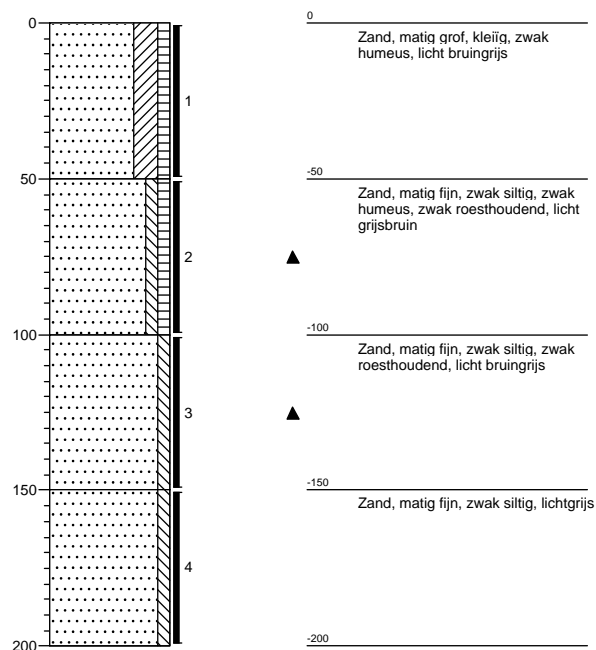 0
0
Zand, matig grof, kleiïg, zwak
humeus, licht bruingrijs
1
50
-50
Zand, matig fijn, zwak siltig, zwak
humeus, zwak roesthoudend, licht
grijsbruin
2
100
-100
Zand, matig fijn, zwak siltig, zwak
roesthoudend, licht bruingrijs
3
150
-150
Zand, matig fijn, zwak siltig, lichtgrijs
4
200
-200